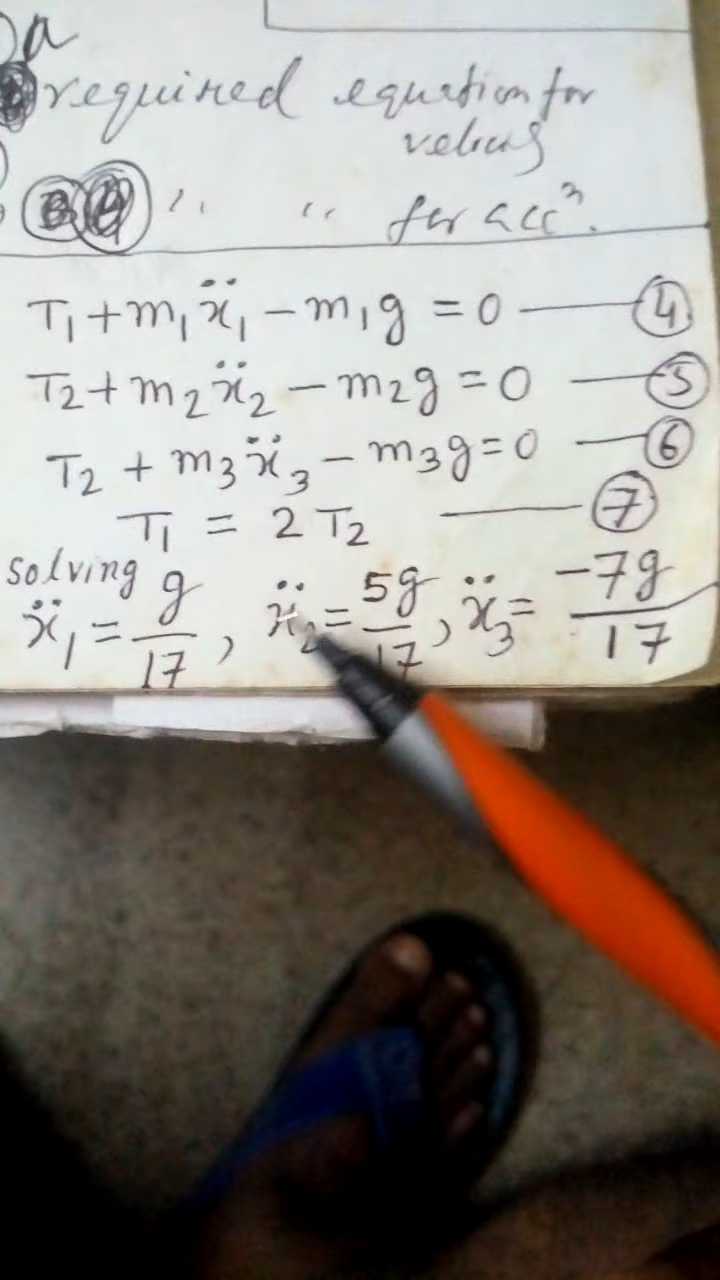 a
required equation for
velocity
" " for accⁿ.
T₁ + m₁ẍ₁ – m₁g = 0 —— ④
T₂ + m₂ẍ₂ – m₂g = 0 —— ⑤
T₂ + m₃ẍ₃ – m₃g = 0 —— ⑥
T₁ = 2T₂ —— ⑦
solving
ẍ₁ = g/17, ẍ₂ = 5g/17, ẍ₃ = -7g/17